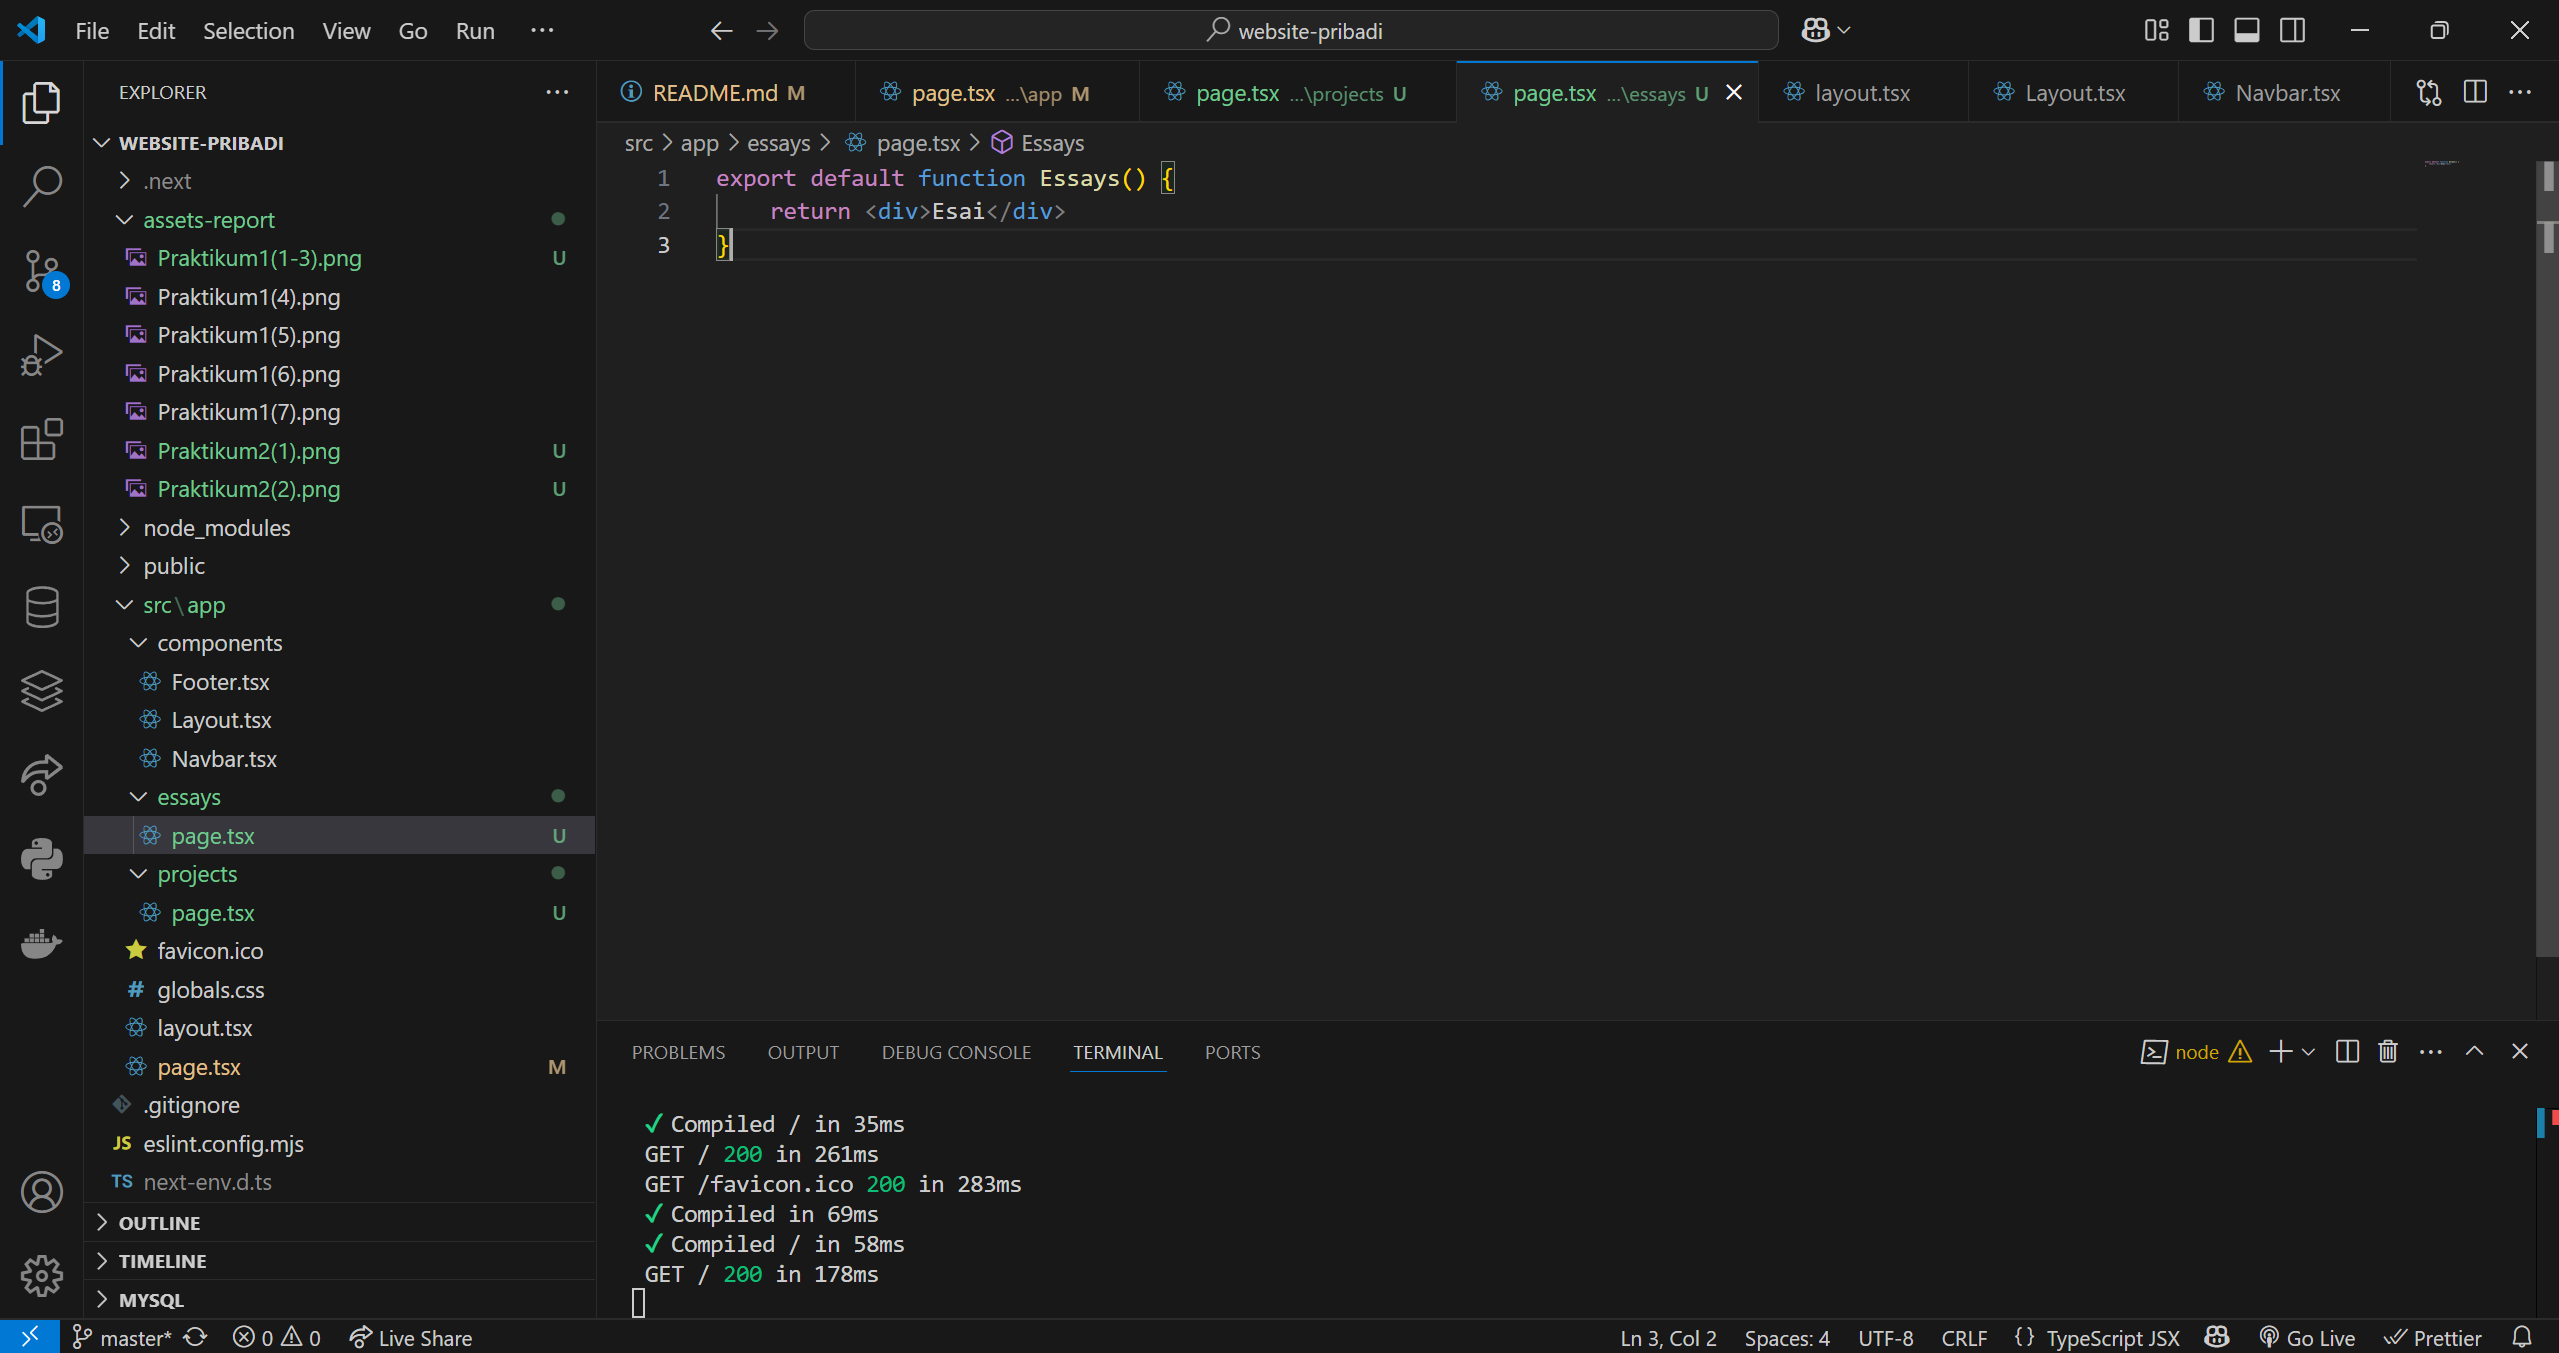 File Edit Selection View Go Run ··· website-pribadi
EXPLORER ···
WEBSITE-PRIBADI
.next
assets-report
Praktikum1(1-3).png U
Praktikum1(4).png
Praktikum1(5).png
Praktikum1(6).png
Praktikum1(7).png
Praktikum2(1).png U
Praktikum2(2).png U
node_modules
public
src\app
components
Footer.tsx
Layout.tsx
Navbar.tsx
essays
page.tsx U
projects
page.tsx U
favicon.ico
# globals.css
layout.tsx
page.tsx M
.gitignore
JS eslint.config.mjs
TS next-env.d.ts
OUTLINE
TIMELINE
MYSQL
8
README.md M page.tsx ...\app M page.tsx ...\projects U page.tsx ...\essays U layout.tsx Layout.tsx Navbar.tsx
src > app > essays > page.tsx > Essays
1 export default function Essays() {
2 return <div>Esai</div>
3 }
PROBLEMS OUTPUT DEBUG CONSOLE TERMINAL PORTS node
✓ Compiled / in 35ms
GET / 200 in 261ms
GET /favicon.ico 200 in 283ms
✓ Compiled in 69ms
✓ Compiled / in 58ms
GET / 200 in 178ms
master* 0 0 Live Share Ln 3, Col 2 Spaces: 4 UTF-8 CRLF {} TypeScript JSX Go Live Prettier